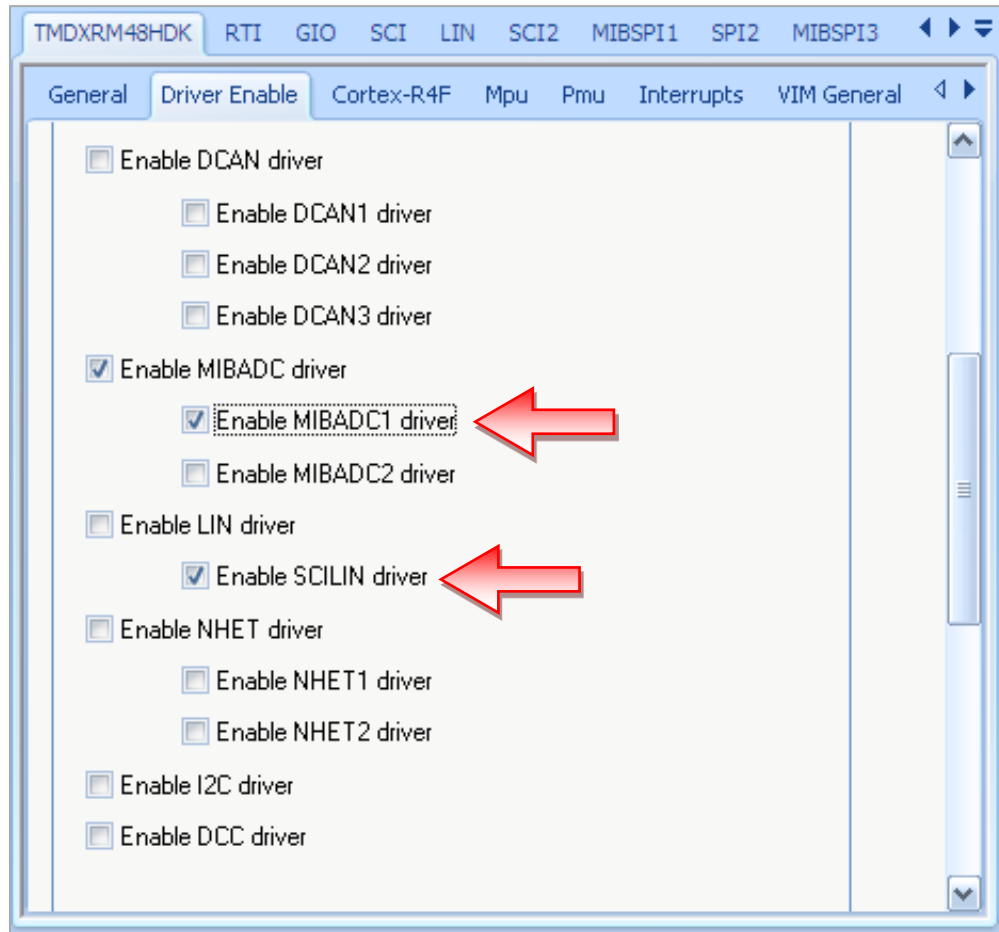 TMDXRM48HDK RTI GIO SCI LIN SCI2 MIBSPI1 SPI2 MIBSPI3
General Driver Enable Cortex-R4F Mpu Pmu Interrupts VIM General
Enable DCAN driver
Enable DCAN1 driver
Enable DCAN2 driver
Enable DCAN3 driver
Enable MIBADC driver
Enable MIBADC1 driver
Enable MIBADC2 driver
Enable LIN driver
Enable SCILIN driver
Enable NHET driver
Enable NHET1 driver
Enable NHET2 driver
Enable I2C driver
Enable DCC driver